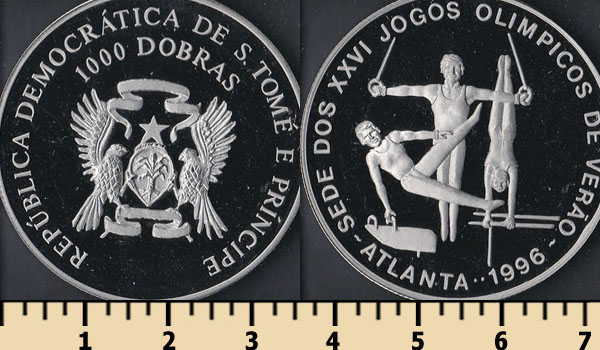 REPÚBLICA DEMOCRÁTICA DE S. TOMÉ E PRÍNCIPE
1000 DOBRAS
SEDE DOS XXVI JOGOS OLIMPICOS DE VERAO
-ATLANTA··1996-
1 2 3 4 5 6 7